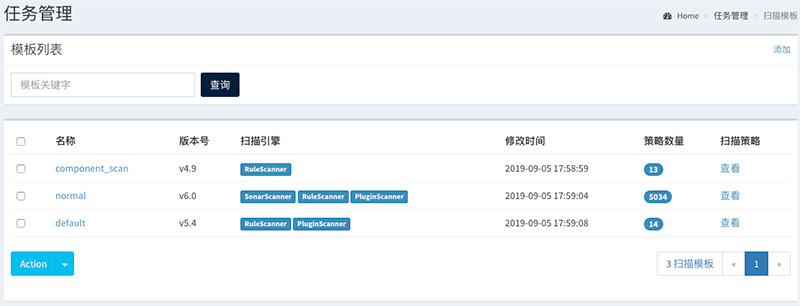 任务管理
Home > 任务管理 > 扫描模板
模板列表 添加
模板关键字 查询
名称 版本号 扫描引擎 修改时间 策略数量 扫描策略
component_scan v4.9 RuleScanner 2019-09-05 17:58:59 13 查看
normal v6.0 SonarScanner RuleScanner PluginScanner 2019-09-05 17:59:04 5034 查看
default v5.4 RuleScanner PluginScanner 2019-09-05 17:59:08 14 查看
Action 3 扫描模板 « 1 »